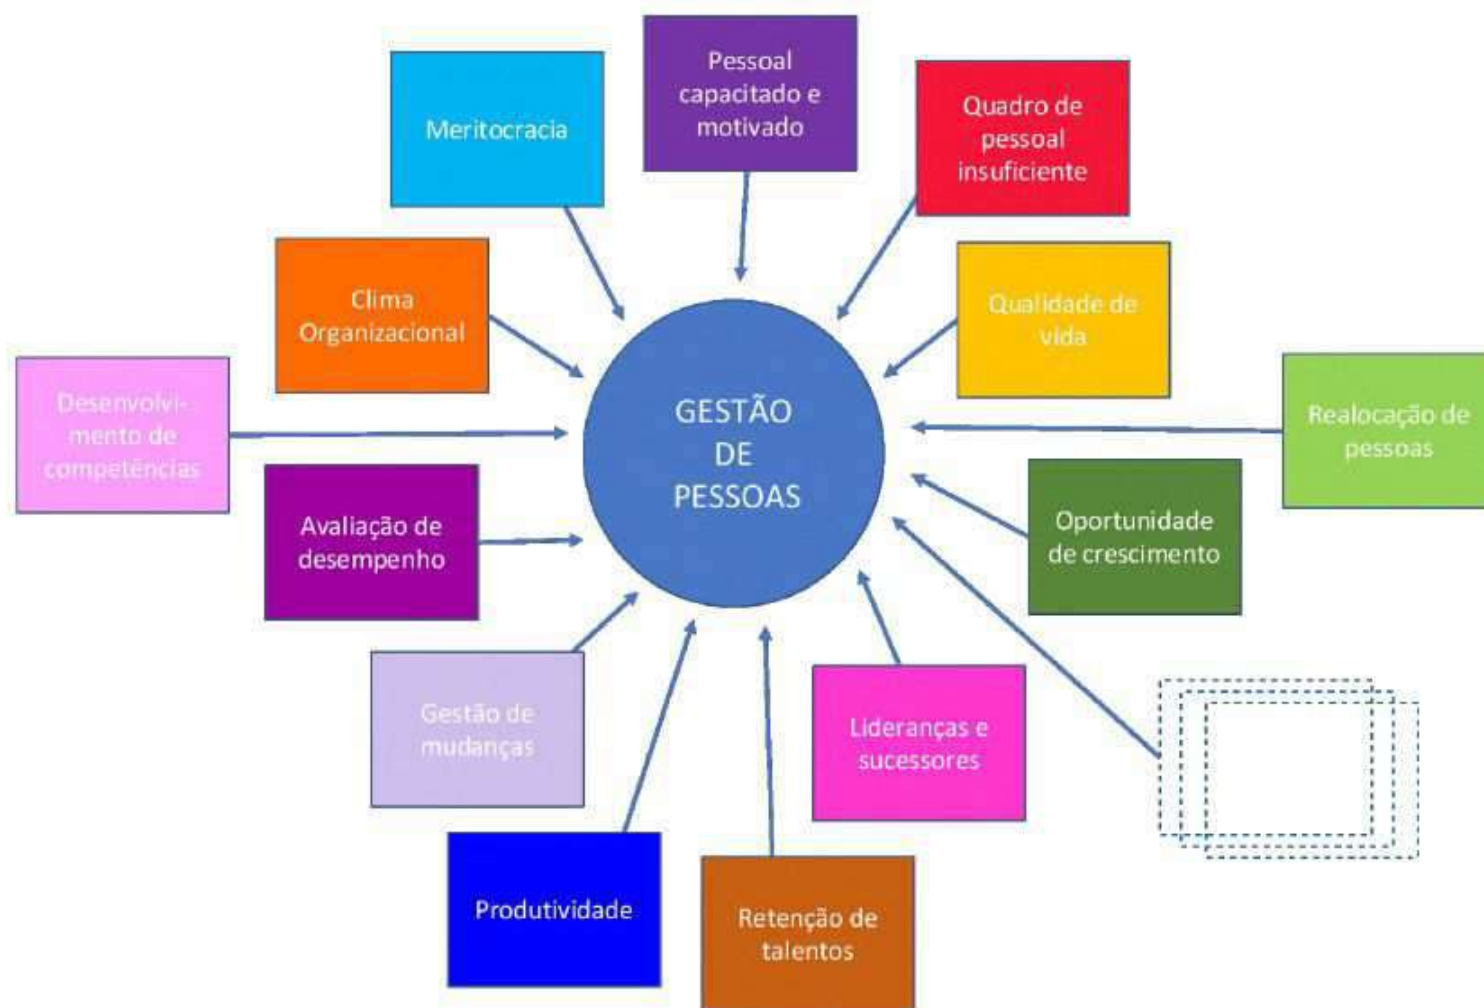 Pessoal
capacitado e
motivado
Meritocracia
Quadro de
pessoal
insuficiente
Clima
Organizacional
Qualidade de
vida
Desenvolvi-
mento de
competências
GESTÃO
DE
PESSOAS
Realocação de
pessoas
Avaliação de
desempenho
Oportunidade
de crescimento
Gestão de
mudanças
Lideranças e
sucessores
Produtividade
Retenção de
talentos